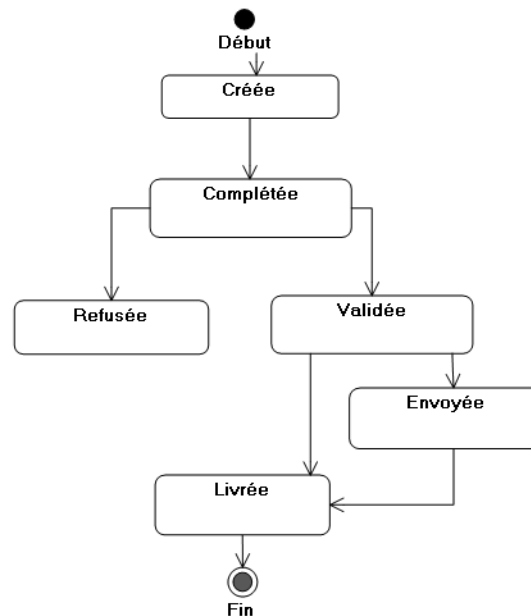 Début
Créée
Complétée
Refusée
Validée
Envoyée
Livrée
Fin